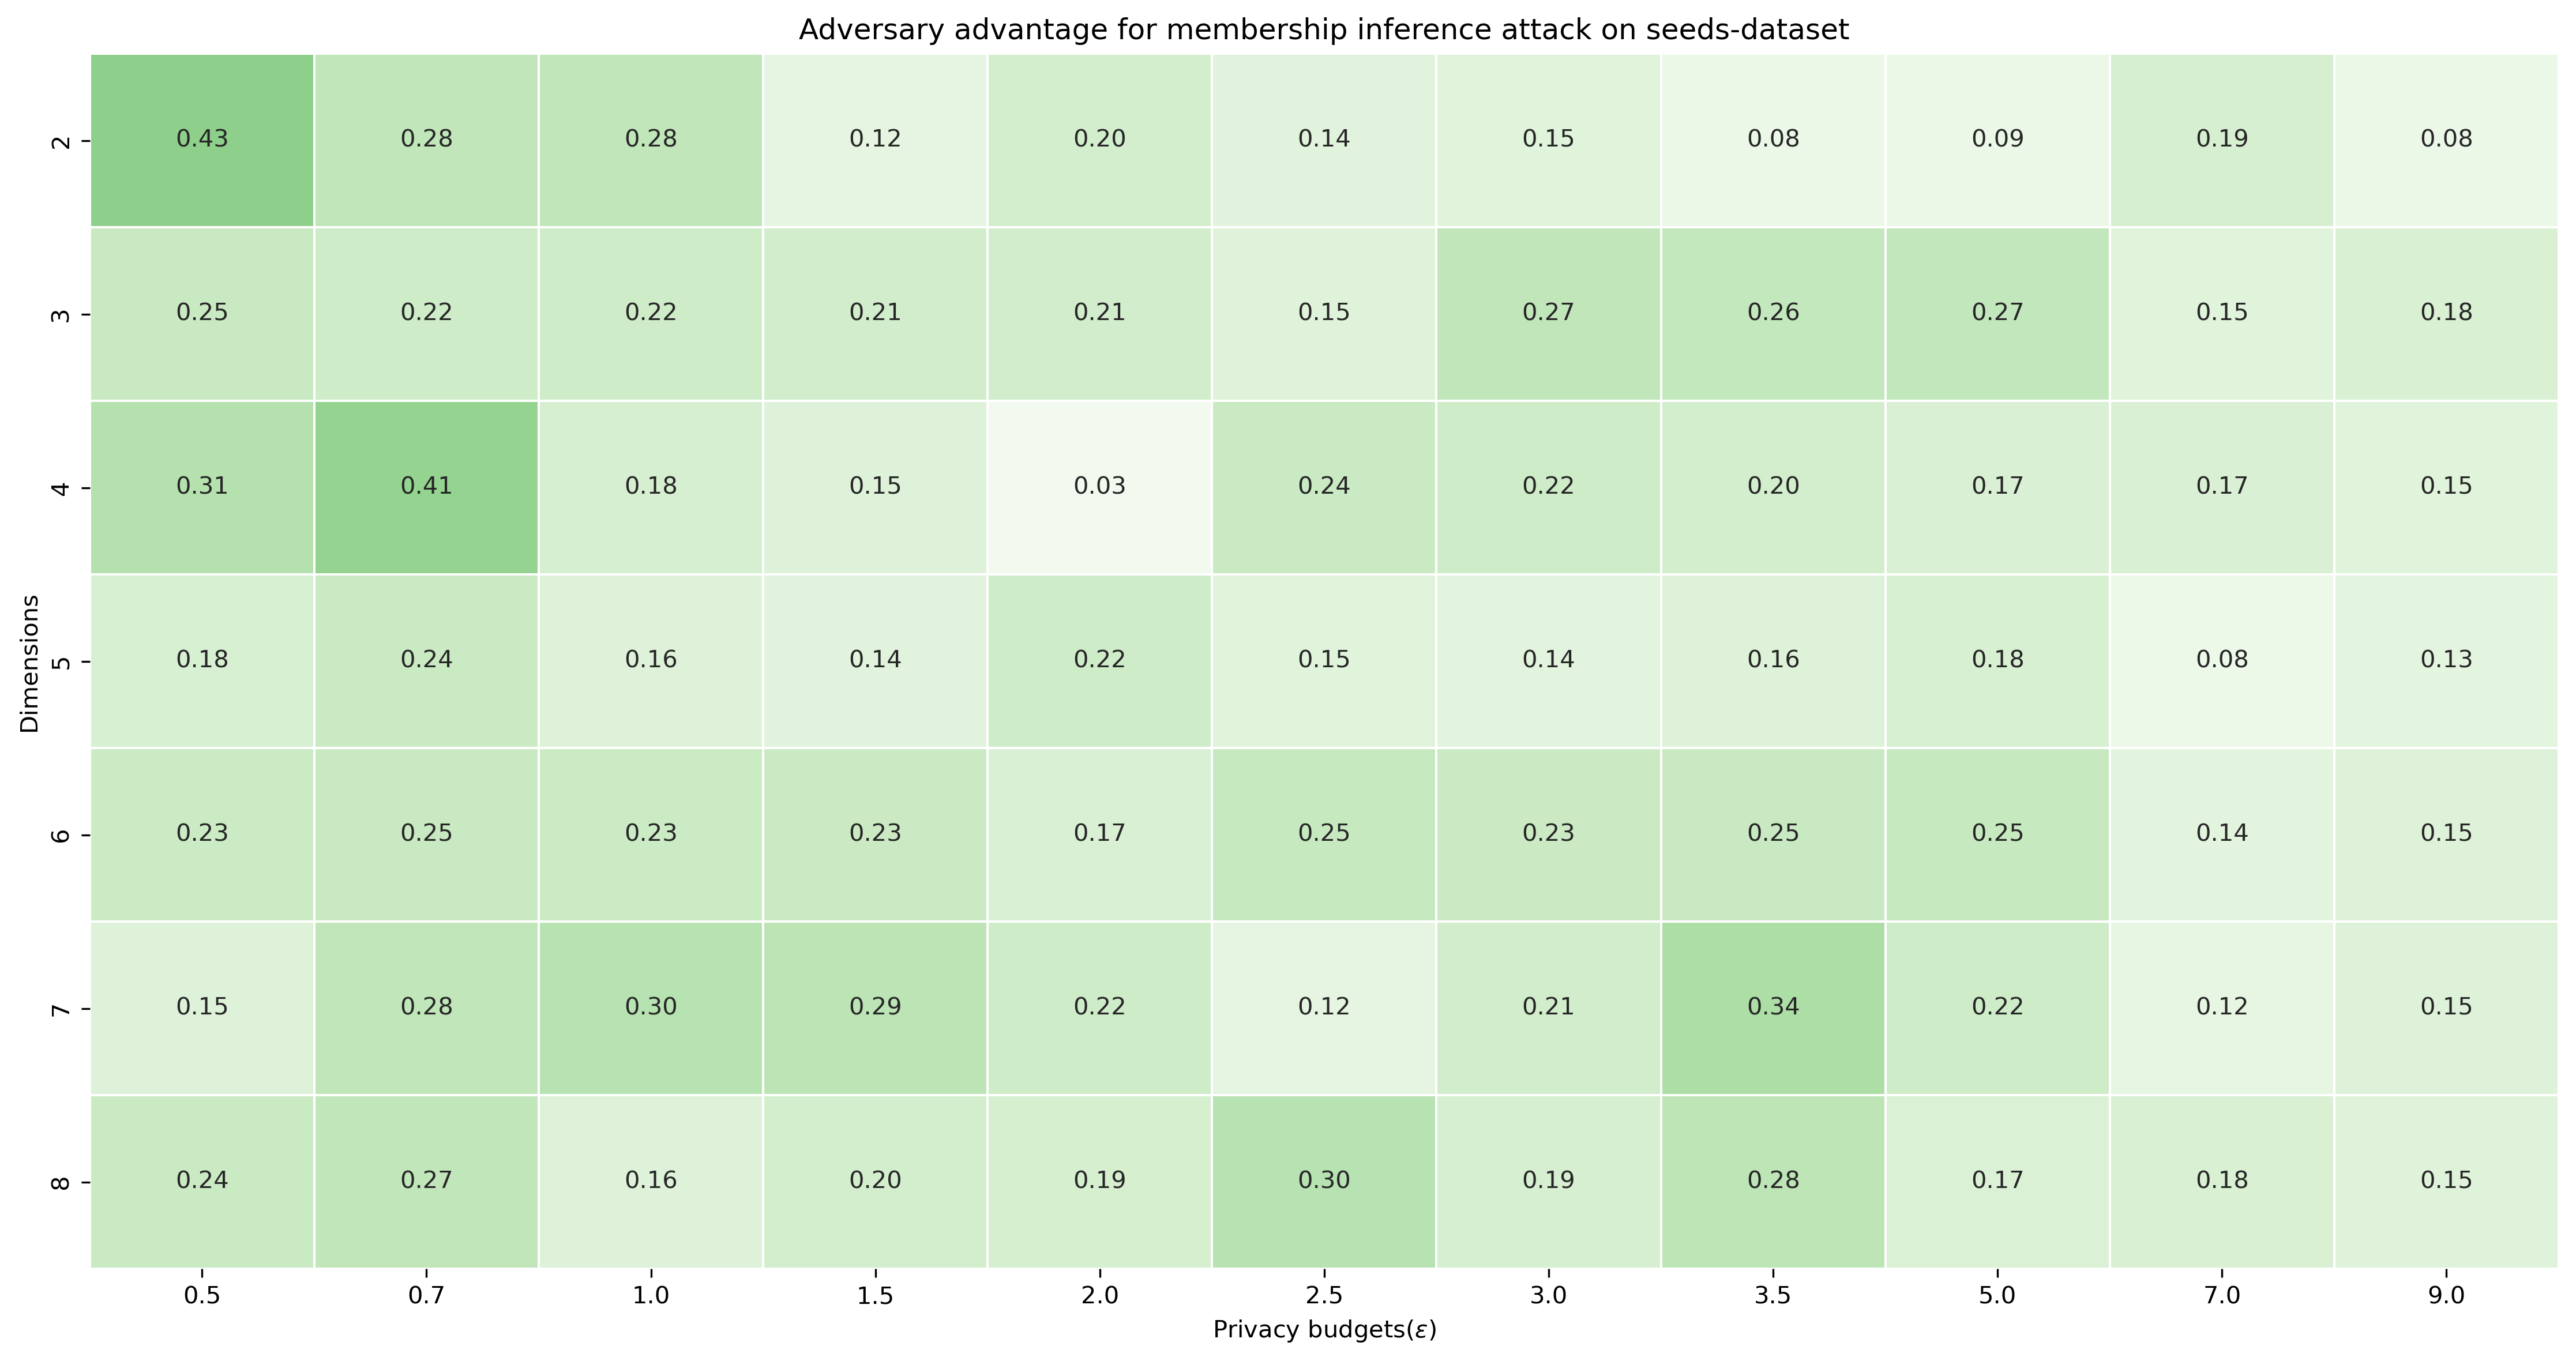 Adversary advantage for membership inference attack on seeds-dataset
2 0.43 0.28 0.28 0.12 0.20 0.14 0.15 0.08 0.09 0.19 0.08
3 0.25 0.22 0.22 0.21 0.21 0.15 0.27 0.26 0.27 0.15 0.18
4 0.31 0.41 0.18 0.15 0.03 0.24 0.22 0.20 0.17 0.17 0.15
Dimensions
5 0.18 0.24 0.16 0.14 0.22 0.15 0.14 0.16 0.18 0.08 0.13
6 0.23 0.25 0.23 0.23 0.17 0.25 0.23 0.25 0.25 0.14 0.15
7 0.15 0.28 0.30 0.29 0.22 0.12 0.21 0.34 0.22 0.12 0.15
8 0.24 0.27 0.16 0.20 0.19 0.30 0.19 0.28 0.17 0.18 0.15
0.5 0.7 1.0 1.5 2.0 2.5 3.0 3.5 5.0 7.0 9.0
Privacy budgets(ε)